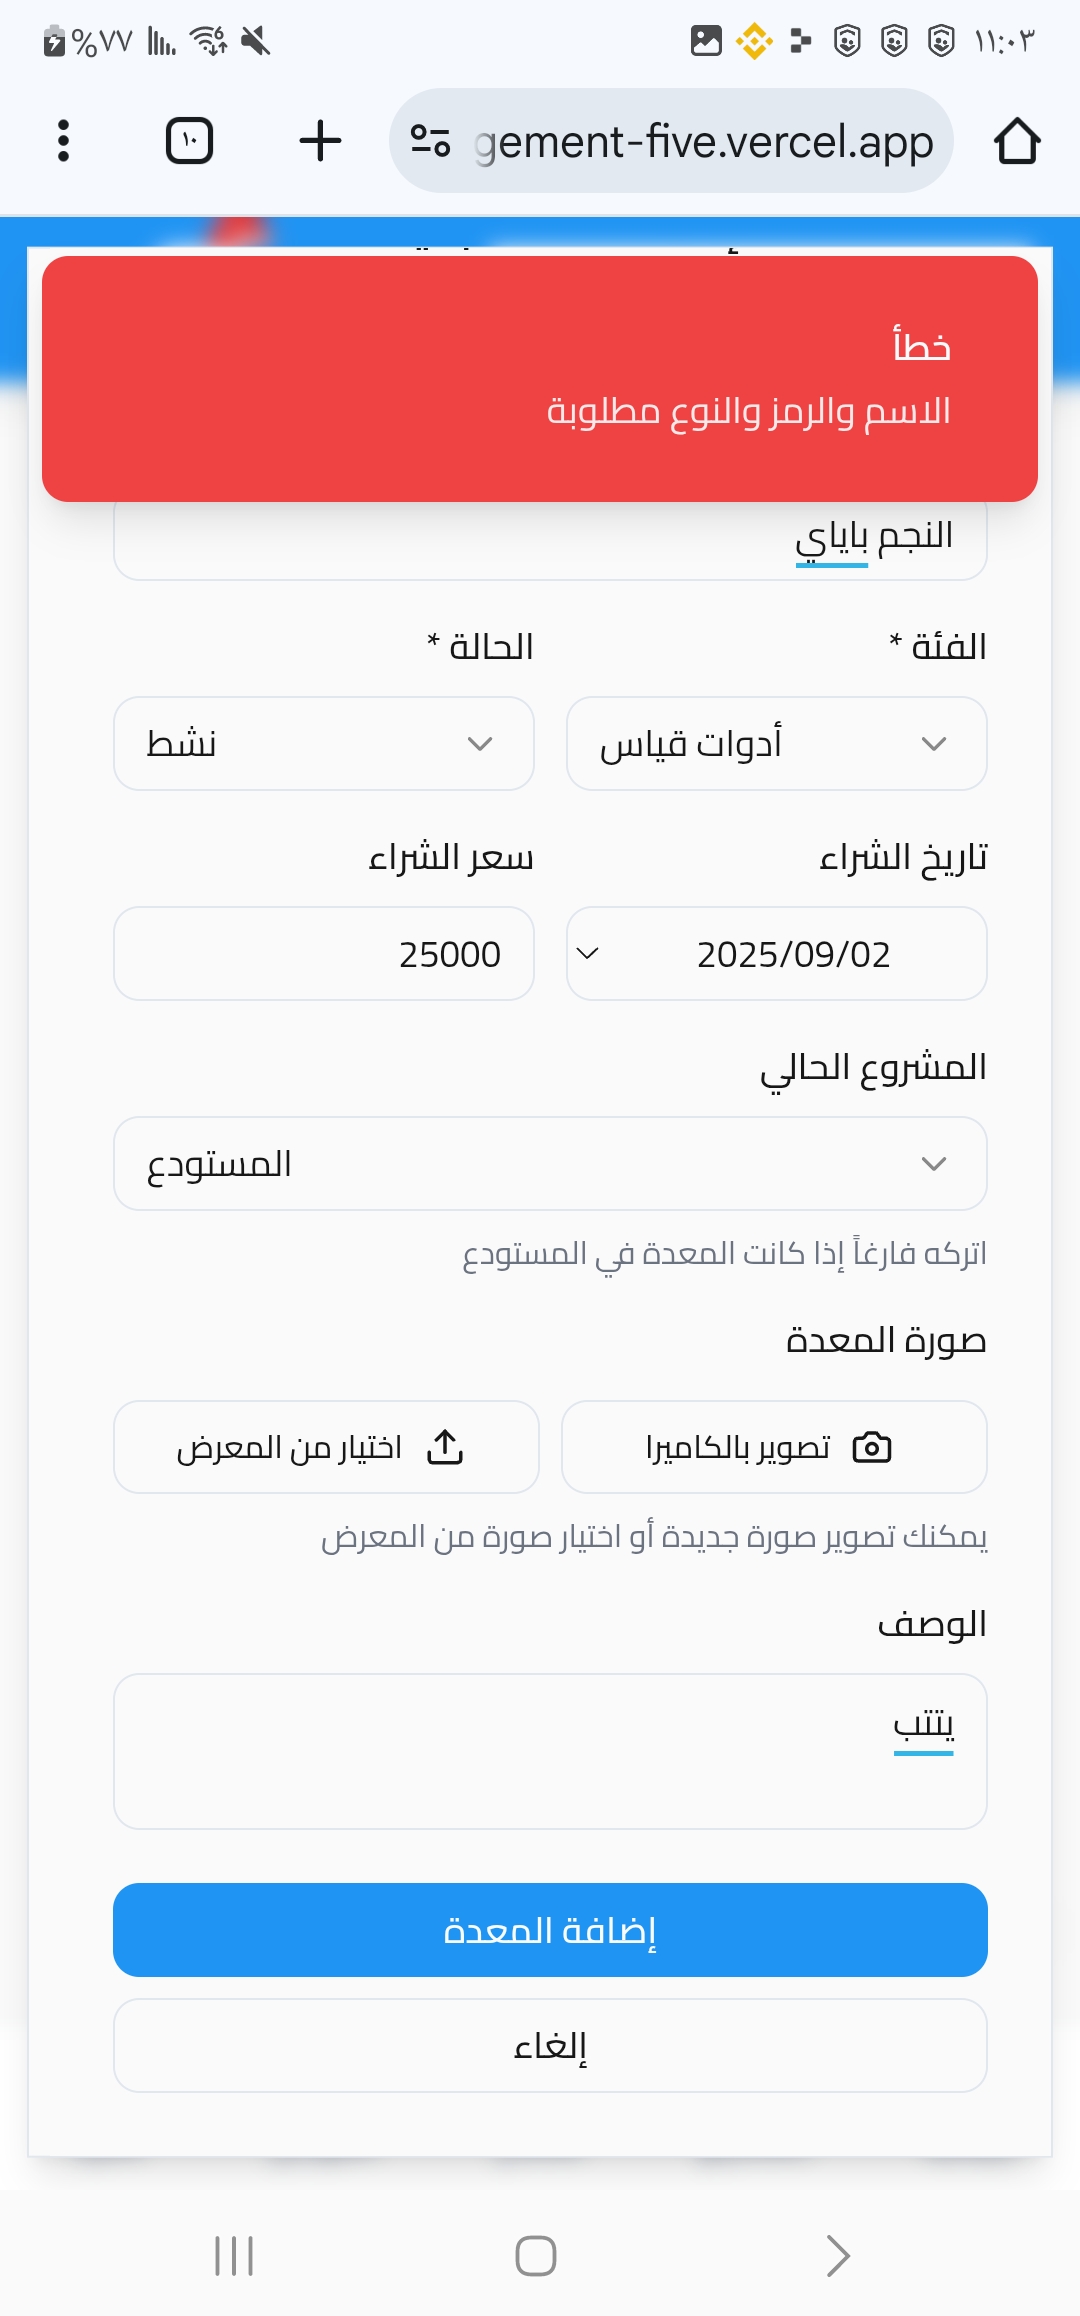 %٧٧
١١:٠٣
١٠
gement-five.vercel.app
خطأ
الاسم والرمز والنوع مطلوبة
النجم باياي
الفئة *
الحالة *
أدوات قياس
نشط
تاريخ الشراء
سعر الشراء
2025/09/02
25000
المشروع الحالي
المستودع
اتركه فارغاً إذا كانت المعدة في المستودع
صورة المعدة
تصوير بالكاميرا
اختيار من المعرض
يمكنك تصوير صورة جديدة أو اختيار صورة من المعرض
الوصف
يتتب
إضافة المعدة
إلغاء